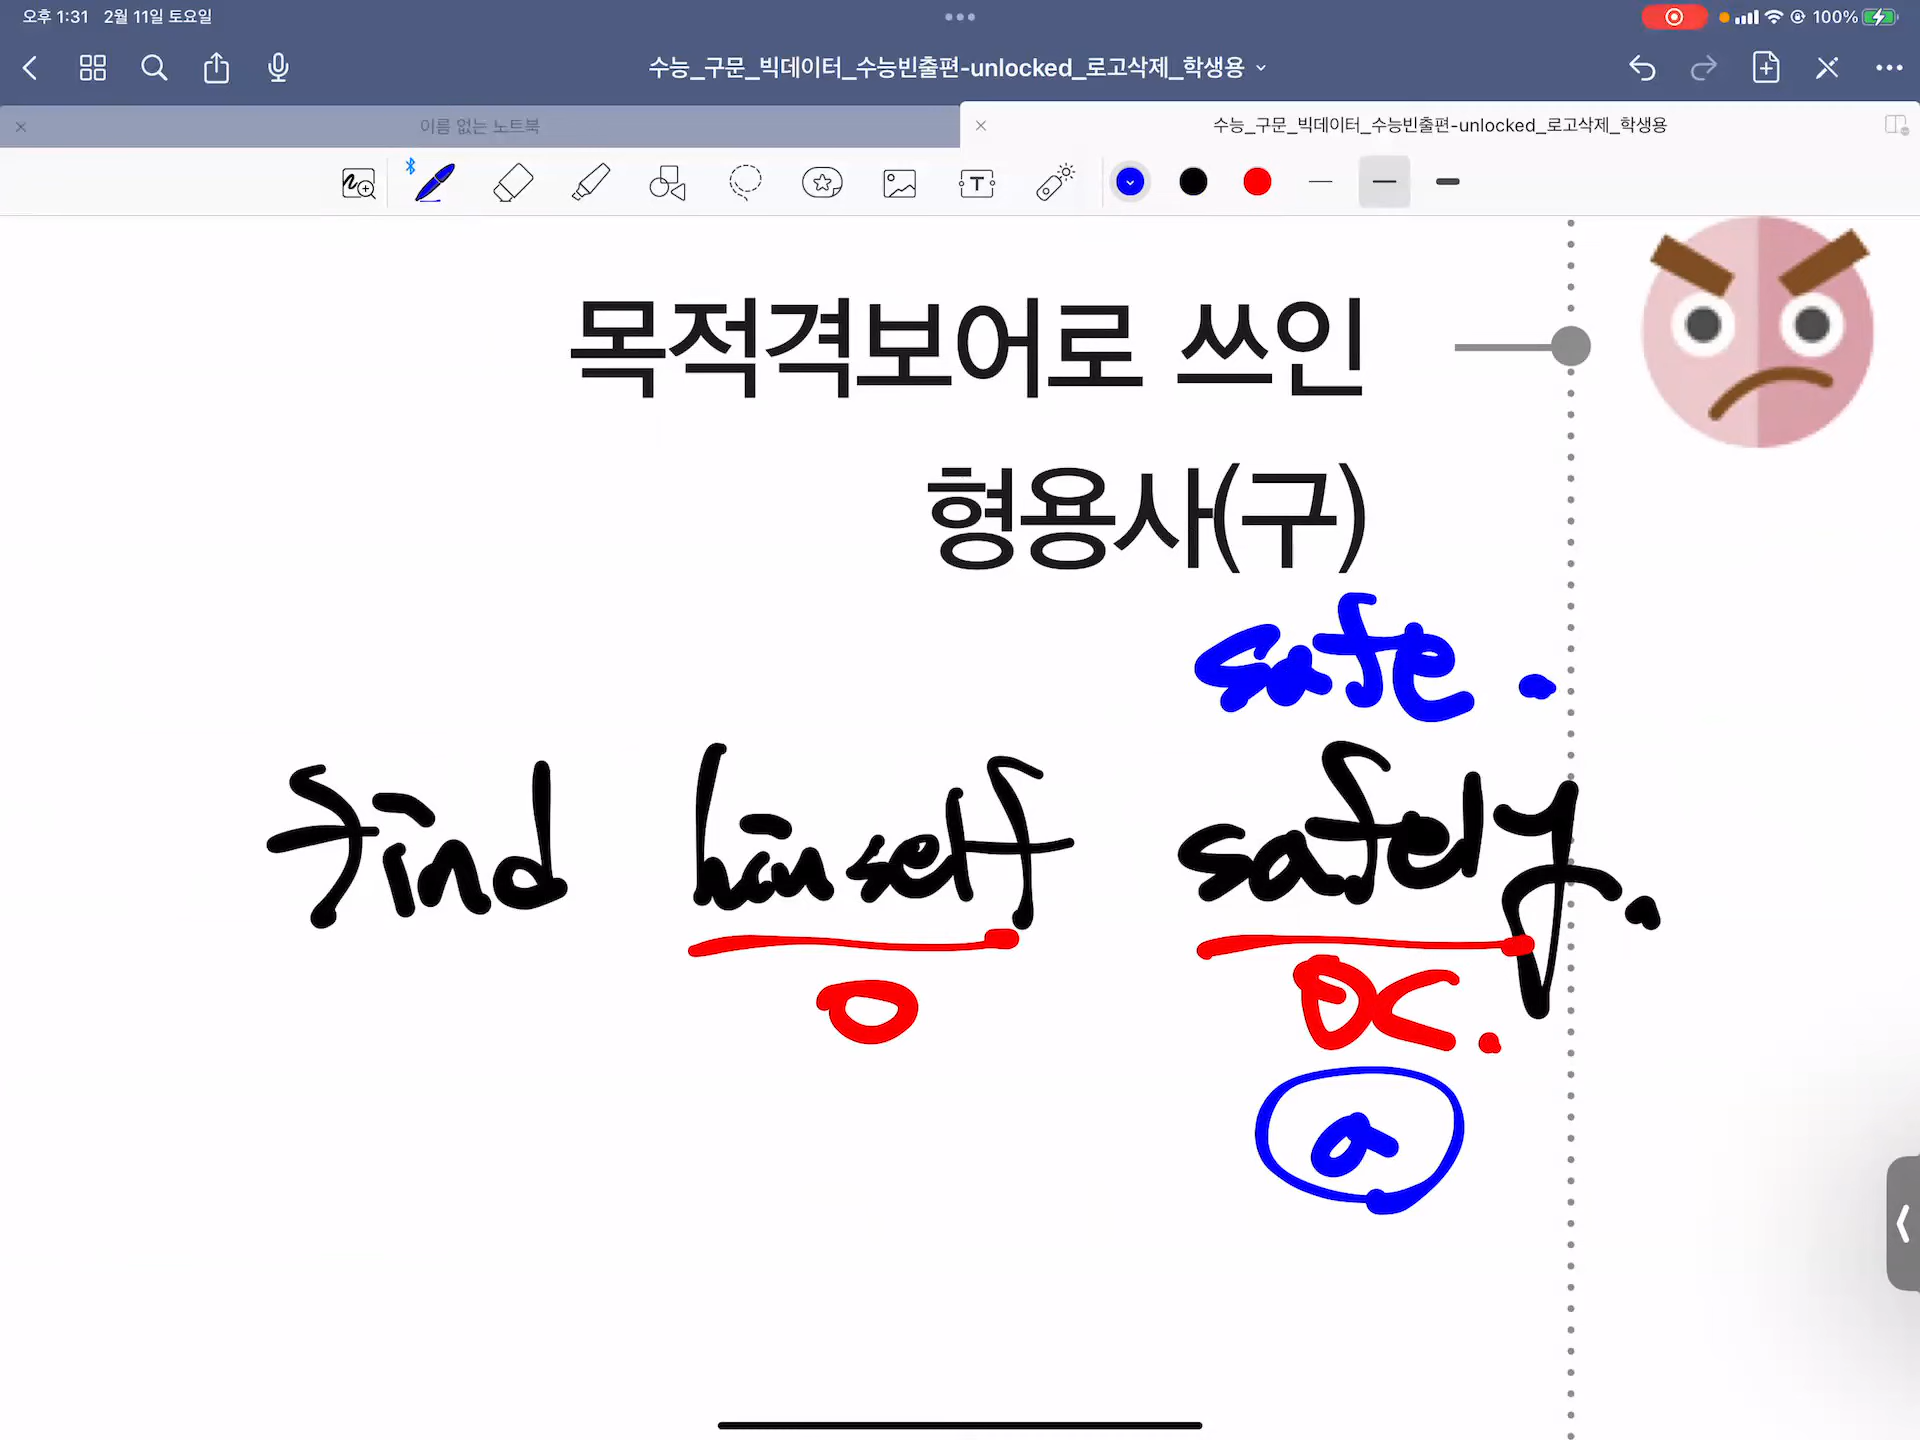 오후 1:31 2월 11일 토요일
100%
수능_구문_빅데이터_수능빈출편-unlocked_로고삭제_학생용
이름 없는 노트북
수능_구문_빅데이터_수능빈출편-unlocked_로고삭제_학생용
목적격보어로 쓰인
형용사(구)
safe.
find himself safely.
O OC.
a